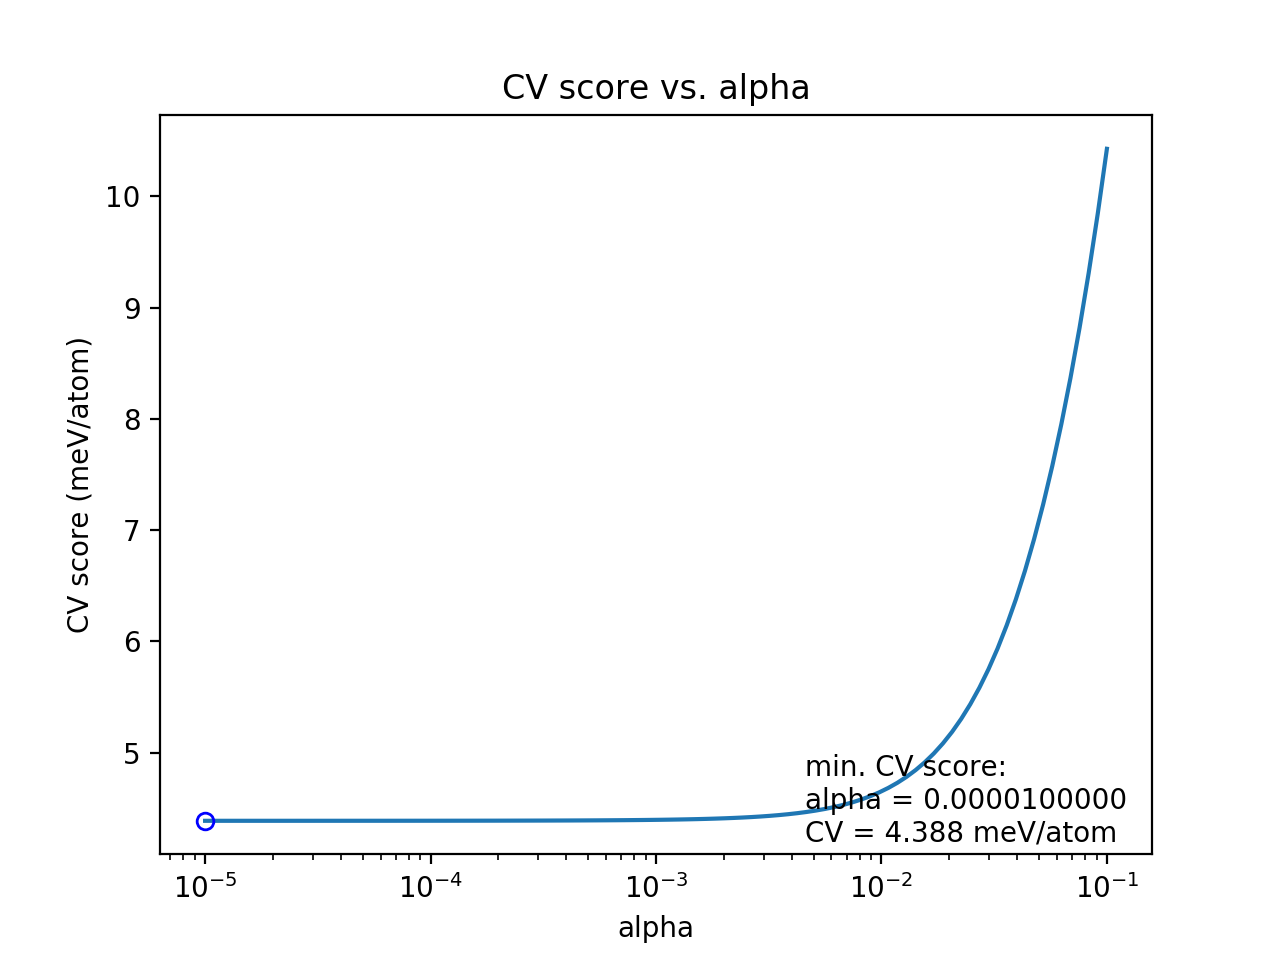 CV score vs. alpha
CV score (meV/atom)
10
9
8
7
6
5
min. CV score:
alpha = 0.0000100000
CV = 4.388 meV/atom
10⁻⁵ 10⁻⁴ 10⁻³ 10⁻² 10⁻¹
alpha